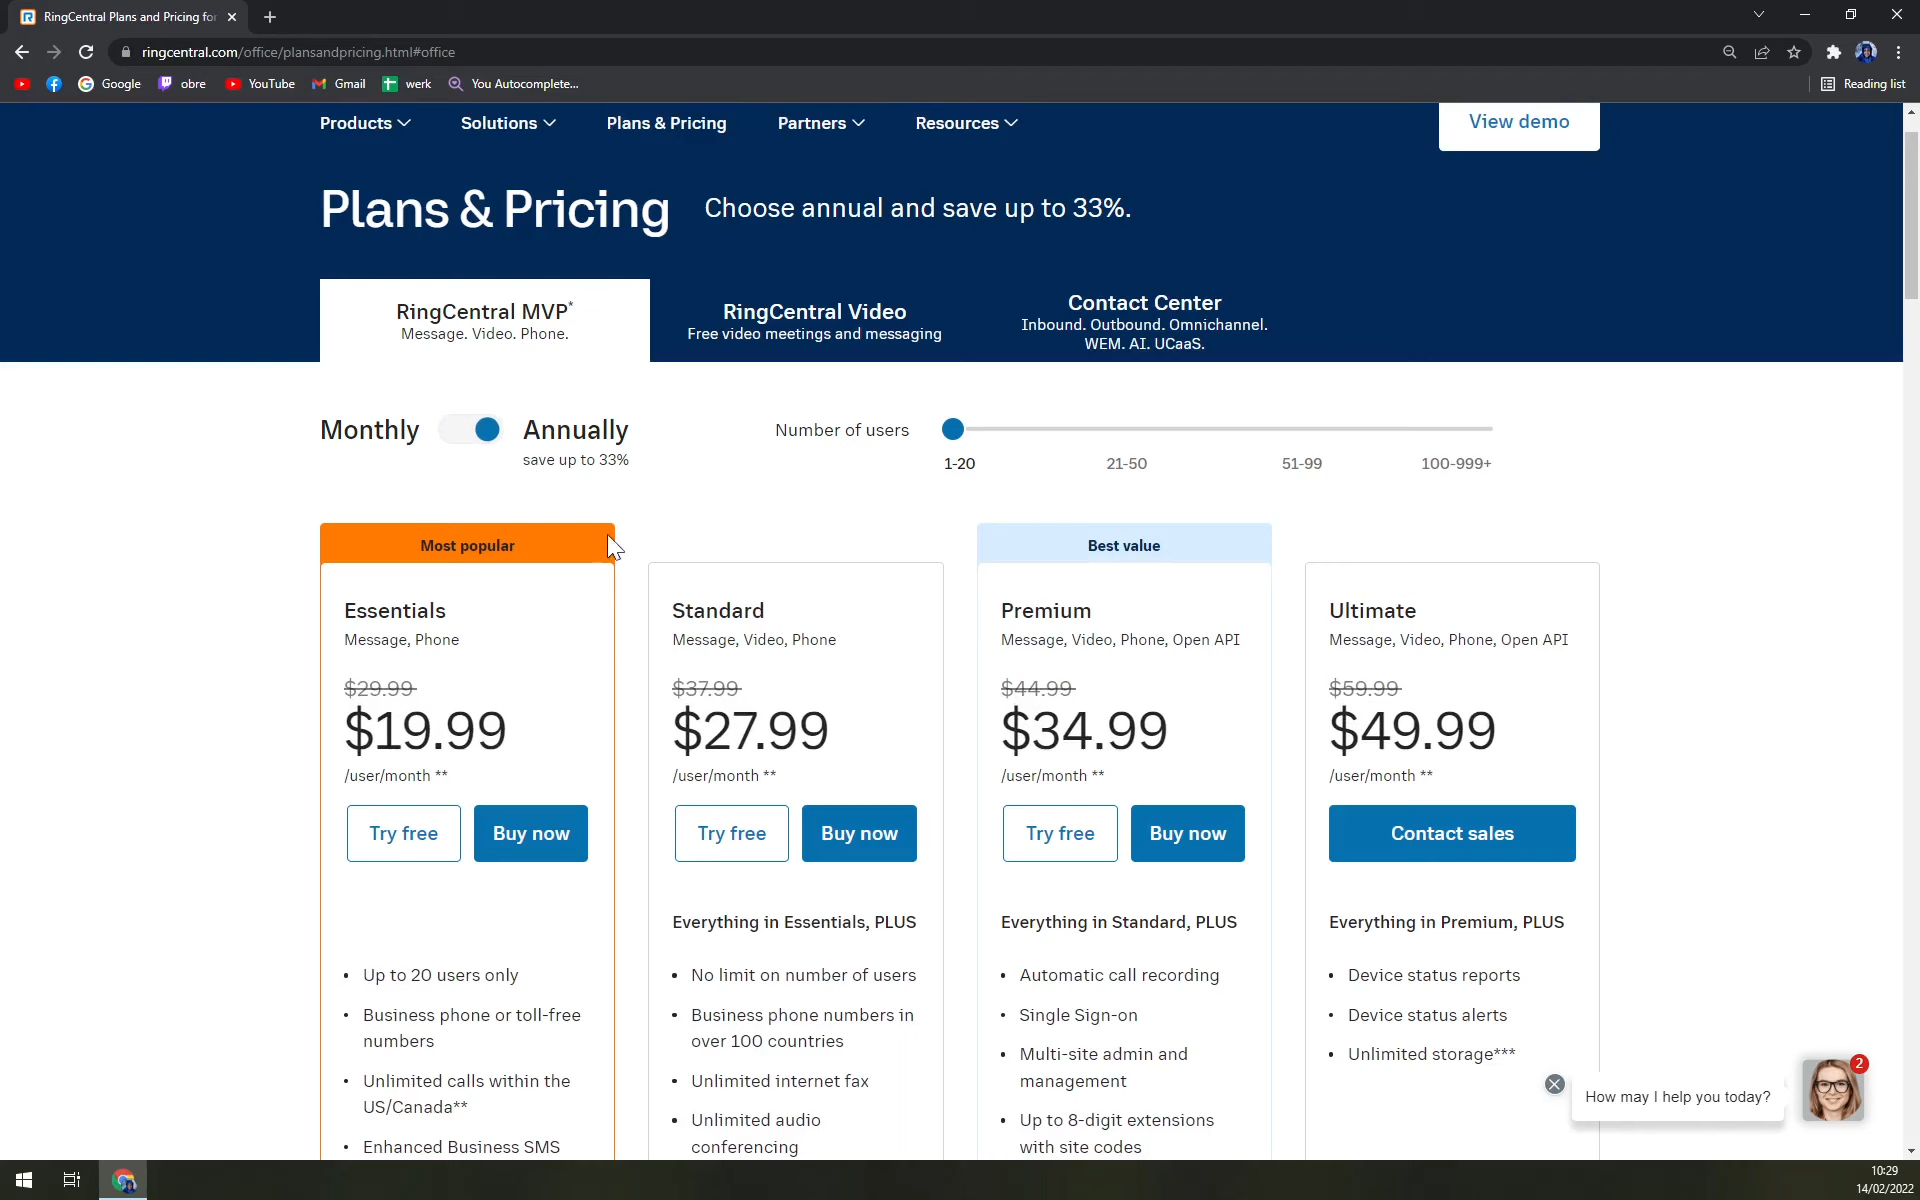 RingCentral Plans and Pricing for
ringcentral.com/office/plansandpricing.html#office
Google
obre
YouTube
Gmail
werk
You Autocomplete...
Reading list
Products
Solutions
Plans & Pricing
Partners
Resources
View demo
Plans & Pricing
Choose annual and save up to 33%.
RingCentral MVP*
Message. Video. Phone.
RingCentral Video
Free video meetings and messaging
Contact Center
Inbound. Outbound. Omnichannel.
WEM. AI. UCaaS.
Monthly
Annually
save up to 33%
Number of users
1-20
21-50
51-99
100-999+
Most popular
Essentials
Message, Phone
$29.99
$19.99
/user/month **
Try free
Buy now
Up to 20 users only
Business phone or toll-free
numbers
Unlimited calls within the
US/Canada**
Enhanced Business SMS
Standard
Message, Video, Phone
$37.99
$27.99
/user/month **
Try free
Buy now
Everything in Essentials, PLUS
No limit on number of users
Business phone numbers in
over 100 countries
Unlimited internet fax
Unlimited audio
conferencing
Best value
Premium
Message, Video, Phone, Open API
$44.99
$34.99
/user/month **
Try free
Buy now
Everything in Standard, PLUS
Automatic call recording
Single Sign-on
Multi-site admin and
management
Up to 8-digit extensions
with site codes
Ultimate
Message, Video, Phone, Open API
$59.99
$49.99
/user/month **
Contact sales
Everything in Premium, PLUS
Device status reports
Device status alerts
Unlimited storage***
How may I help you today?
2
10:29
14/02/2022